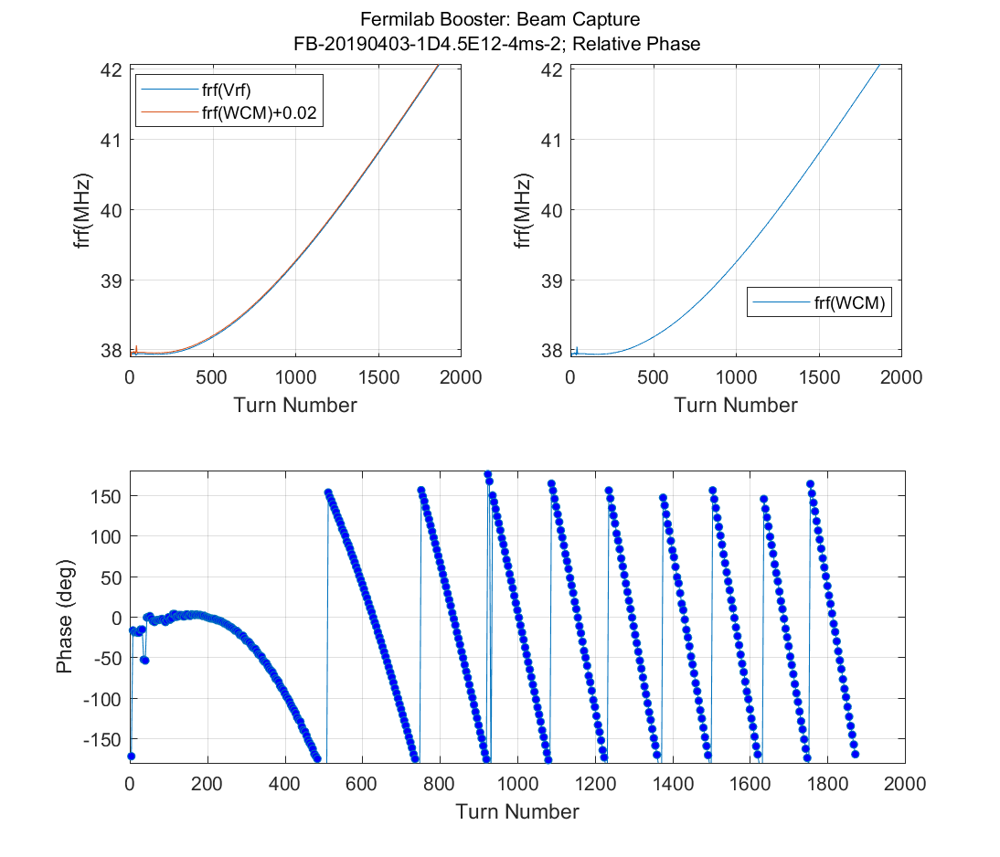 Fermilab Booster: Beam Capture
FB-20190403-1D4.5E12-4ms-2; Relative Phase
42
41
40
39
38
frf(MHz)
frf(Vrf)
frf(WCM)+0.02
0 500 1000 1500 2000
Turn Number
42
41
40
39
38
frf(MHz)
frf(WCM)
0 500 1000 1500 2000
Turn Number
150
100
50
0
-50
-100
-150
Phase (deg)
0 200 400 600 800 1000 1200 1400 1600 1800 2000
Turn Number